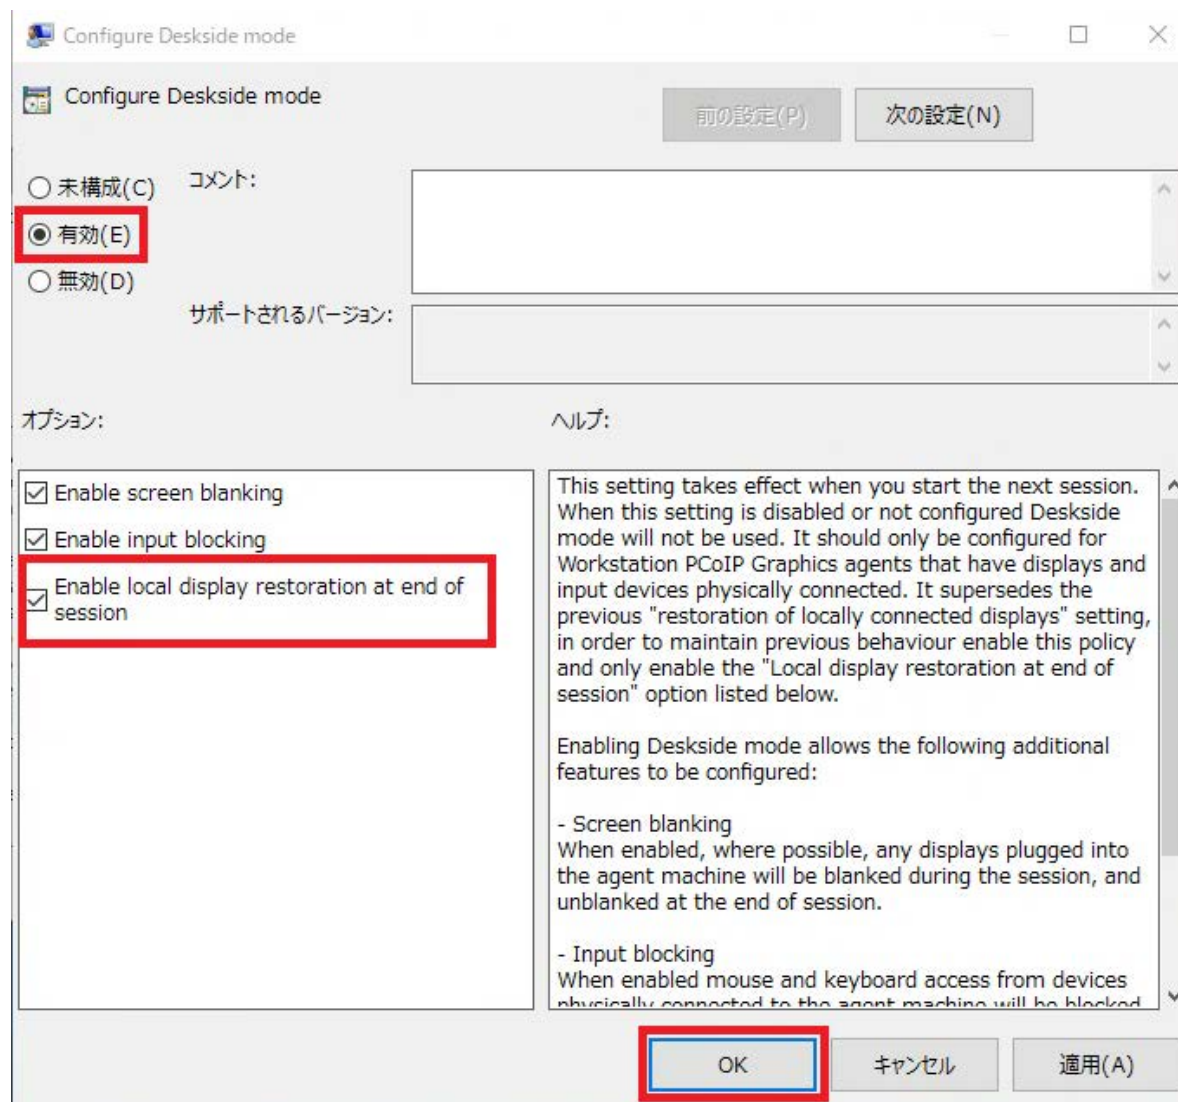 Configure Deskside mode
Configure Deskside mode
前の設定(P)
次の設定(N)
未構成(C)
コメント:
有効(E)
無効(D)
サポートされるバージョン:
オプション:
ヘルプ:
Enable screen blanking
Enable input blocking
Enable local display restoration at end of
session
This setting takes effect when you start the next session.
When this setting is disabled or not configured Deskside
mode will not be used. It should only be configured for
Workstation PCoIP Graphics agents that have displays and
input devices physically connected. It supersedes the
previous "restoration of locally connected displays" setting,
in order to maintain previous behaviour enable this policy
and only enable the "Local display restoration at end of
session" option listed below.
Enabling Deskside mode allows the following additional
features to be configured:
- Screen blanking
When enabled, where possible, any displays plugged into
the agent machine will be blanked during the session, and
unblanked at the end of session.
- Input blocking
When enabled mouse and keyboard access from devices
physically connected to the agent machine will be blocked
OK
キャンセル
適用(A)